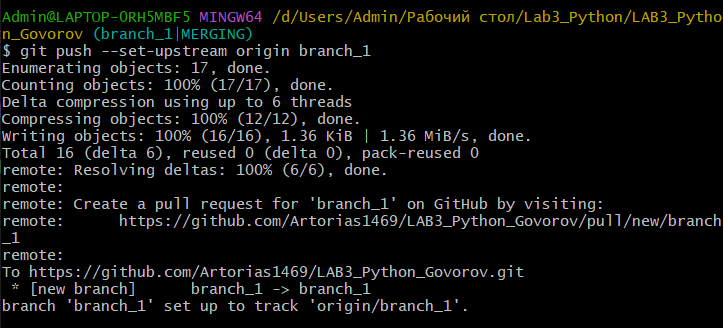 Admin@LAPTOP-ORH5MBF5 MINGW64 /d/Users/Admin/Рабочий стол/Lab3_Python/LAB3_Pytho
n_Govorov (branch_1|MERGING)
$ git push --set-upstream origin branch_1
Enumerating objects: 17, done.
Counting objects: 100% (17/17), done.
Delta compression using up to 6 threads
Compressing objects: 100% (12/12), done.
Writing objects: 100% (16/16), 1.36 KiB | 1.36 MiB/s, done.
Total 16 (delta 6), reused 0 (delta 0), pack-reused 0
remote: Resolving deltas: 100% (6/6), done.
remote:
remote: Create a pull request for 'branch_1' on GitHub by visiting:
remote:      https://github.com/Artorias1469/LAB3_Python_Govorov/pull/new/branch
_1
remote:
To https://github.com/Artorias1469/LAB3_Python_Govorov.git
 * [new branch]      branch_1 -> branch_1
branch 'branch_1' set up to track 'origin/branch_1'.